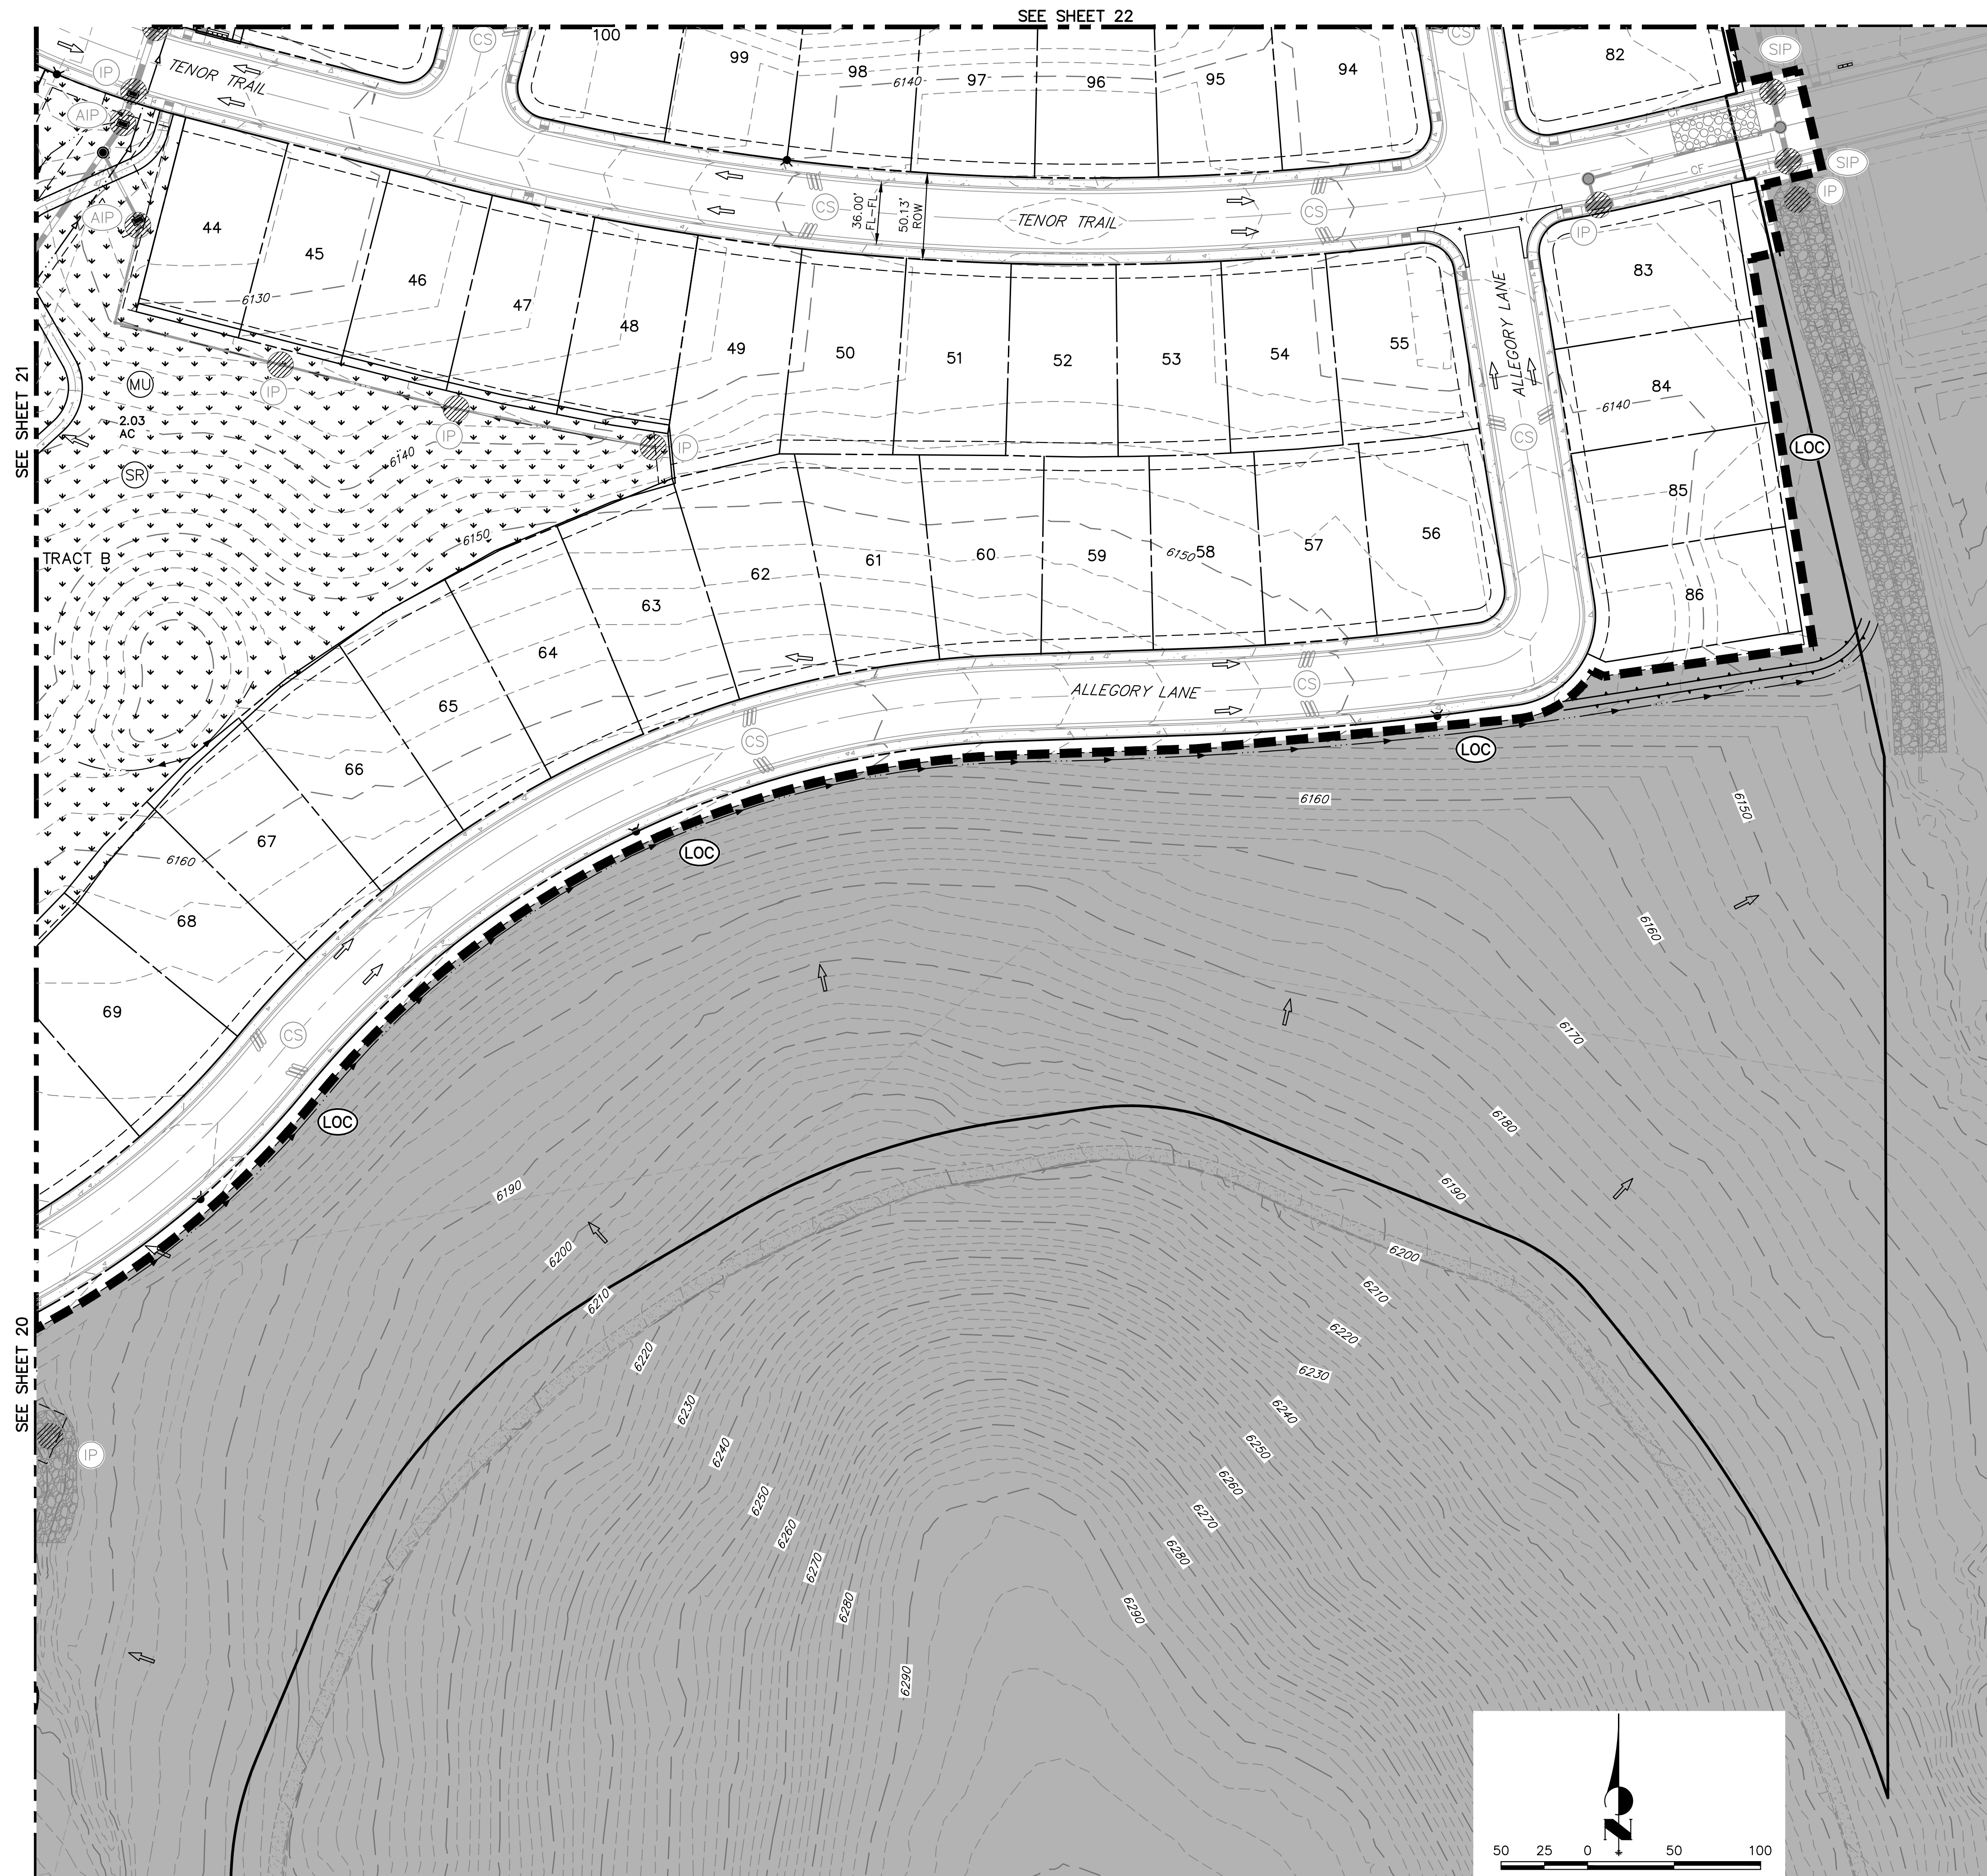 SEE SHEET 22
SEE SHEET 21
SEE SHEET 20
CS
CS
SIP
IP
AIP
AIP
TENOR TRAIL
100
99
98
97
96
95
94
82
6140
SIP
IP
IP
CF
CF
44
45
46
47
48
49
50
51
52
53
54
55
CS
CS
36.00'
FL-FL
50.13'
ROW
TENOR TRAIL
ALLEGORY LANE
83
84
85
86
6140
LOC
6130
MU
2.03
AC
SR
IP
IP
IP
6140
6150
TRACT B
CS
56
57
58
59
60
61
62
63
64
65
66
67
68
69
6150
6160
ALLEGORY LANE
CS
CS
CS
LOC
LOC
LOC
6160
6150
6160
6170
6180
6190
6200
6210
6220
6230
6240
6250
6260
6270
6280
6290
6190
6200
6210
6220
6230
6240
6250
6260
6270
6280
6290
IP
N
50 25 0 50 100